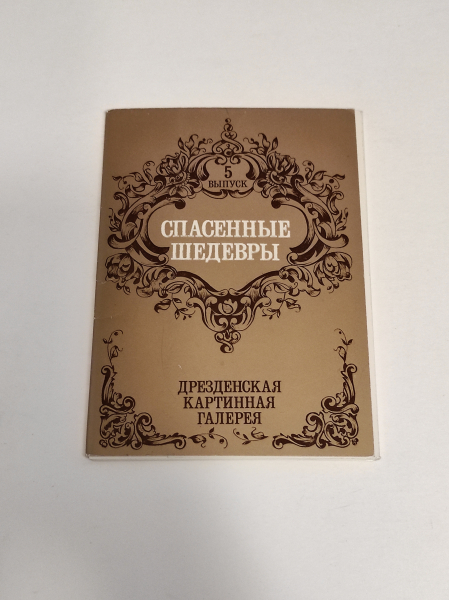 5
ВЫПУСК
СПАСЕННЫЕ
ШЕДЕВРЫ
ДРЕЗДЕНСКАЯ
КАРТИННАЯ
ГАЛЕРЕЯ